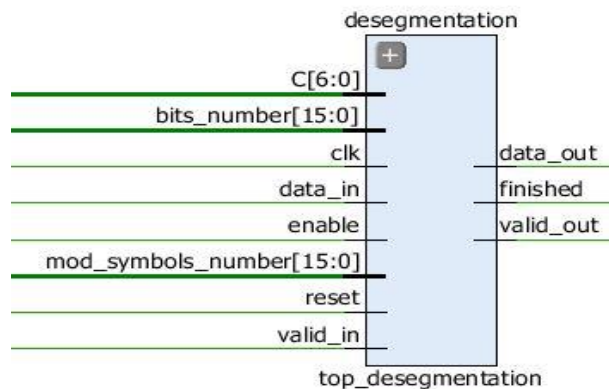 desegmentation
+
C[6:0]
bits_number[15:0]
clk
data_out
data_in
finished
enable
valid_out
mod_symbols_number[15:0]
reset
valid_in
top_desegmentation